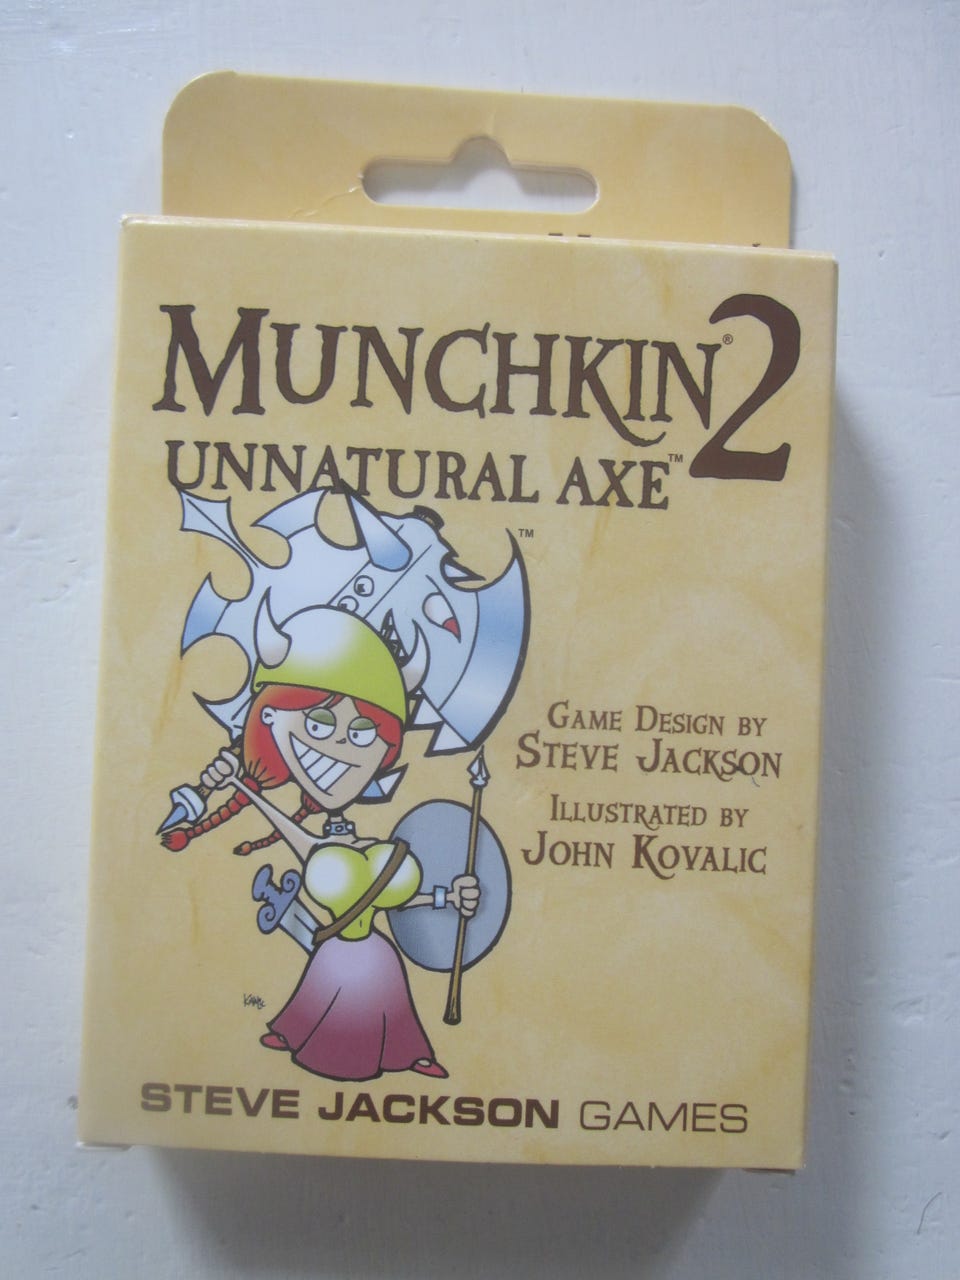 MUNCHKIN® 2
UNNATURAL AXE™
™
GAME DESIGN BY
STEVE JACKSON
ILLUSTRATED BY
JOHN KOVALIC
STEVE JACKSON GAMES